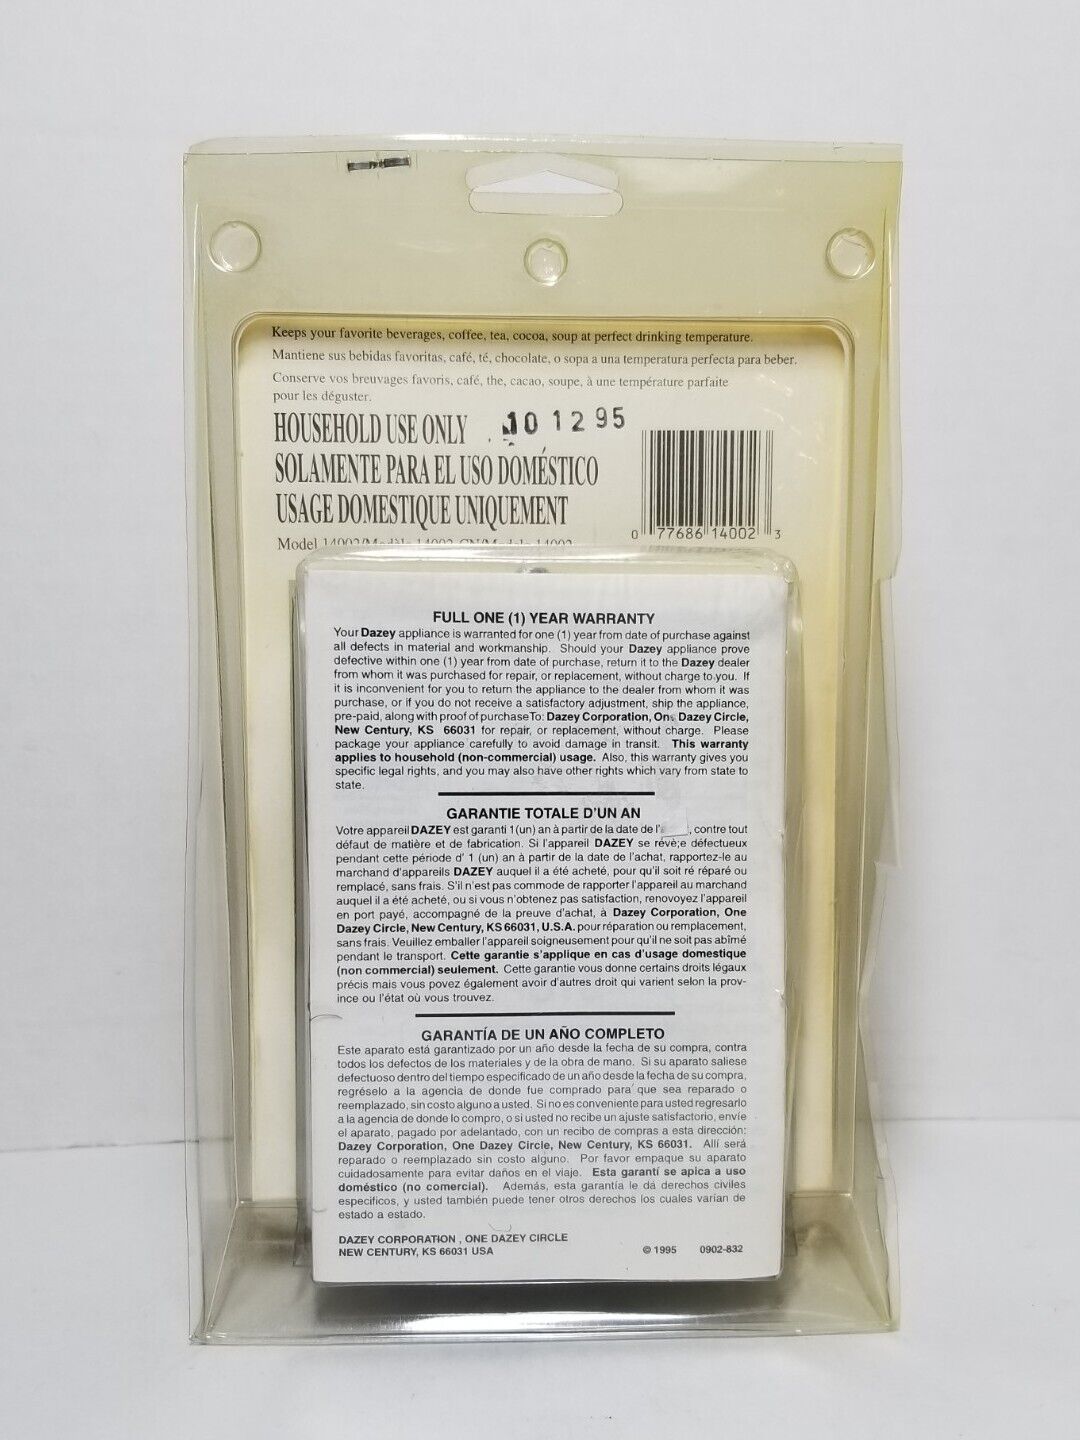 Keeps your favorite beverages, coffee, tea, cocoa, soup at perfect drinking temperature.
Mantiene sus bebidas favoritas, café, té, chocolate, o sopa a una temperatura perfecta para beber.
Conserve vos breuvages favoris, café, the, cacao, soupe, à une température parfaite
pour les déguster.
HOUSEHOLD USE ONLY
10 12 95
SOLAMENTE PARA EL USO DOMÉSTICO
USAGE DOMESTIQUE UNIQUEMENT
0 77686 14002 3
Model 14002/Modèle 14002-CN/Modelo 14002
FULL ONE (1) YEAR WARRANTY
Your Dazey appliance is warranted for one (1) year from date of purchase against
all defects in material and workmanship. Should your Dazey appliance prove
defective within one (1) year from date of purchase, return it to the Dazey dealer
from whom it was purchased for repair, or replacement, without charge to you. If
it is inconvenient for you to return the appliance to the dealer from whom it was
purchase, or if you do not receive a satisfactory adjustment, ship the appliance,
pre-paid, along with proof of purchase To: Dazey Corporation, One Dazey Circle,
New Century, KS 66031 for repair, or replacement, without charge. Please
package your appliance carefully to avoid damage in transit. This warranty
applies to household (non-commercial) usage. Also, this warranty gives you
specific legal rights, and you may also have other rights which vary from state to
state.
GARANTIE TOTALE D'UN AN
Votre appareil DAZEY est garanti 1 (un) an à partir de la date de , contre tout
défaut de matière et de fabrication. Si l'appareil DAZEY se révè;e défectueux
pendant cette période d' 1 (un) an à partir de la date de l'achat, rapportez-le au
marchand d'appareils DAZEY auquel il a été acheté, pour qu'il soit ré réparé ou
remplacé, sans frais. S'il n'est pas commode de rapporter l'appareil au marchand
auquel il a été acheté, ou si vous n'obtenez pas satisfaction, renovoyez l'appareil
en port payé, accompagné de la preuve d'achat, à Dazey Corporation, One
Dazey Circle, New Century, KS 66031, U.S.A. pour réparation ou remplacement,
sans frais. Veuillez emballer l'appareil soigneusement pour qu'il ne soit pas abîmé
pendant le transport. Cette garantie s'applique en cas d'usage domestique
(non commercial) seulement. Cette garantie vous donne certains droits légaux
précis mais vous povez également avoir d'autres droit qui varient selon la prov-
ince ou l'état où vous trouvez.
GARANTÍA DE UN AÑO COMPLETO
Este aparato está garantizado por un año desde la fecha de su compra, contra
todos los defectos de los materiales y de la obra de mano. Si su aparato saliese
defectuoso dentro del tiempo especificado de un año desde la fecha de su compra,
regréselo a la agencia de donde fue comprado para que sea reparado o
reemplazado, sin costo alguno a usted. Si no es conveniente para usted regresarlo
a la agencia de donde lo compro, o si usted no recibe un ajuste satisfactorio, envíe
el aparato, pagado por adelantado, con un recibo de compras a esta dirección:
Dazey Corporation, One Dazey Circle, New Century, KS 66031. Allí será
reparado o reemplazado sin costo alguno. Por favor empaque su aparato
cuidadosamente para evitar daños en el viaje. Esta garantí se apica a uso
doméstico (no comercial). Además, esta garantía le dá derechos civiles
especificos, y usted también puede tener otros derechos los cuales varían de
estado a estado.
DAZEY CORPORATION , ONE DAZEY CIRCLE
NEW CENTURY, KS 66031 USA
© 1995 0902-832